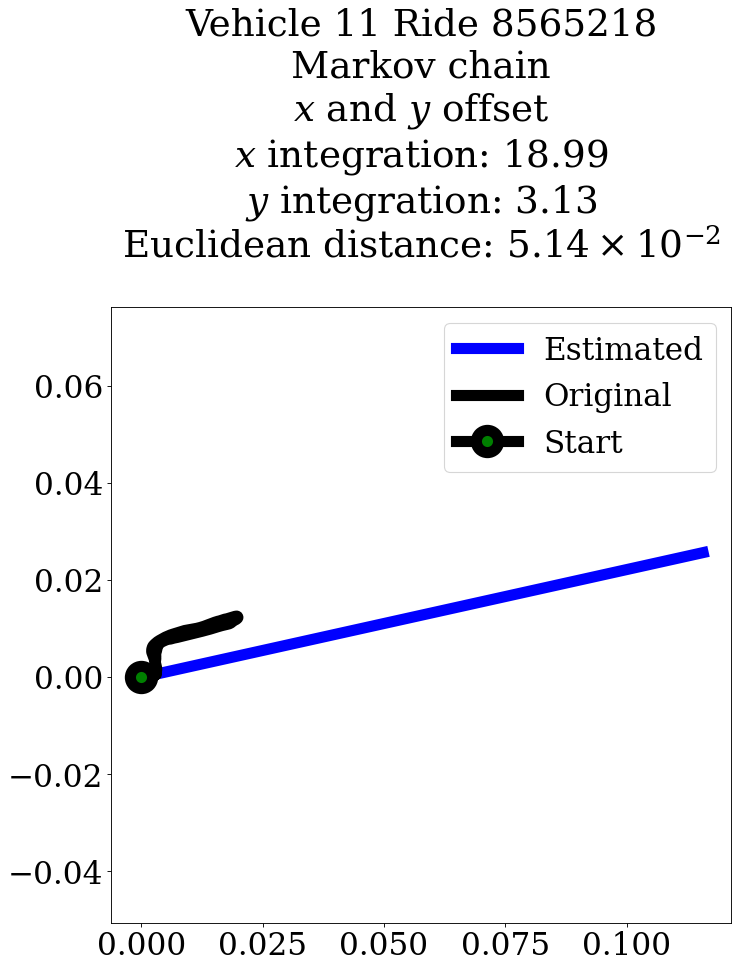 Vehicle 11 Ride 8565218
Markov chain
x and y offset
x integration: 18.99
y integration: 3.13
Euclidean distance: 5.14 × 10⁻²
Estimated
Original
Start
0.06
0.04
0.02
0.00
−0.02
−0.04
0.000 0.025 0.050 0.075 0.100